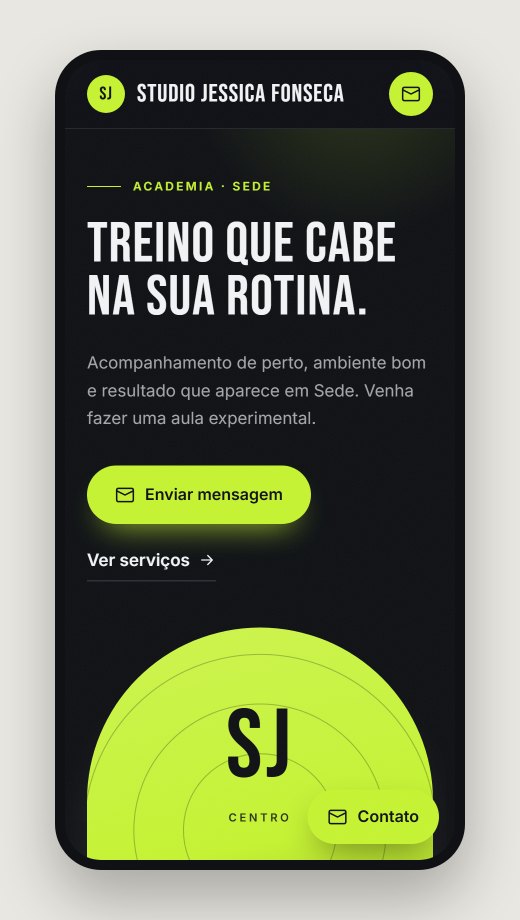 SJ STUDIO JESSICA FONSECA
ACADEMIA · SEDE
TREINO QUE CABE
NA SUA ROTINA.
Acompanhamento de perto, ambiente bom
e resultado que aparece em Sede. Venha
fazer uma aula experimental.
Enviar mensagem
Ver serviços →
SJ
CENTRO
Contato